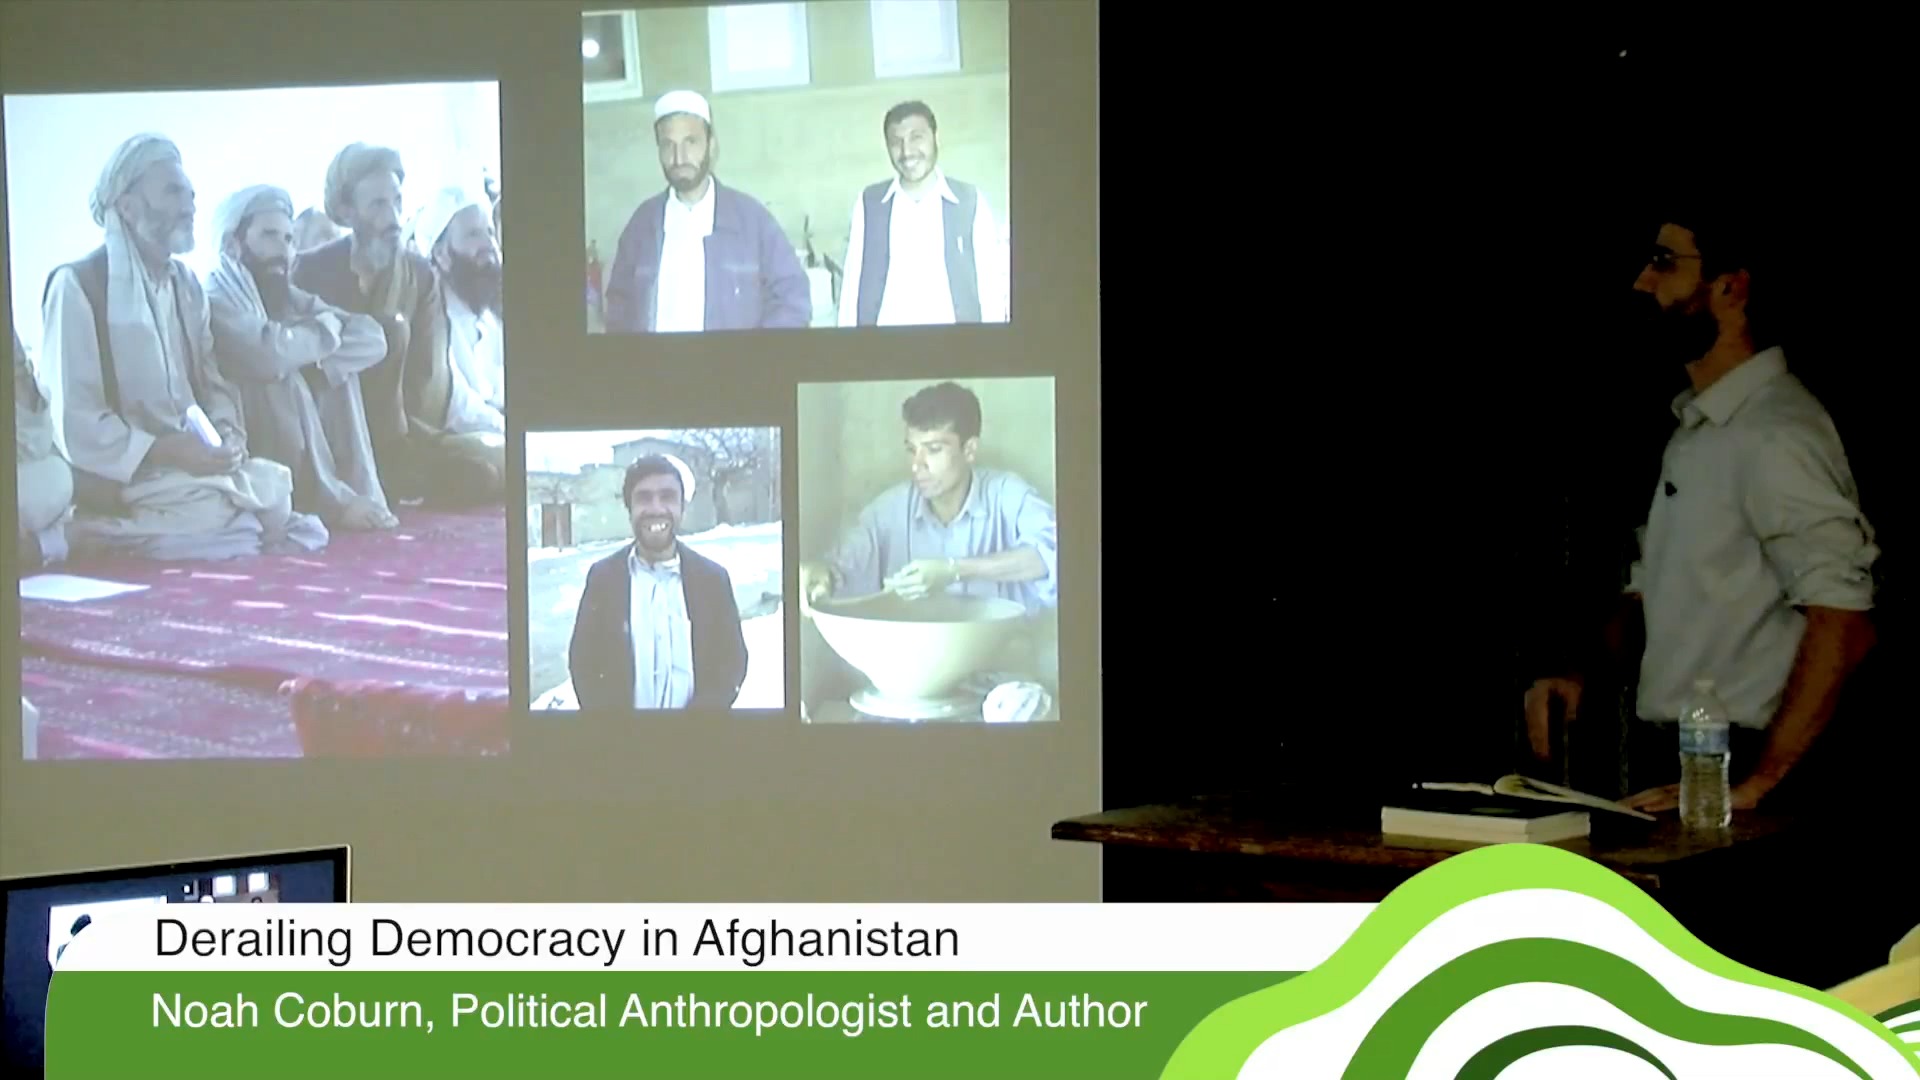 Derailing Democracy in Afghanistan
Noah Coburn, Political Anthropologist and Author